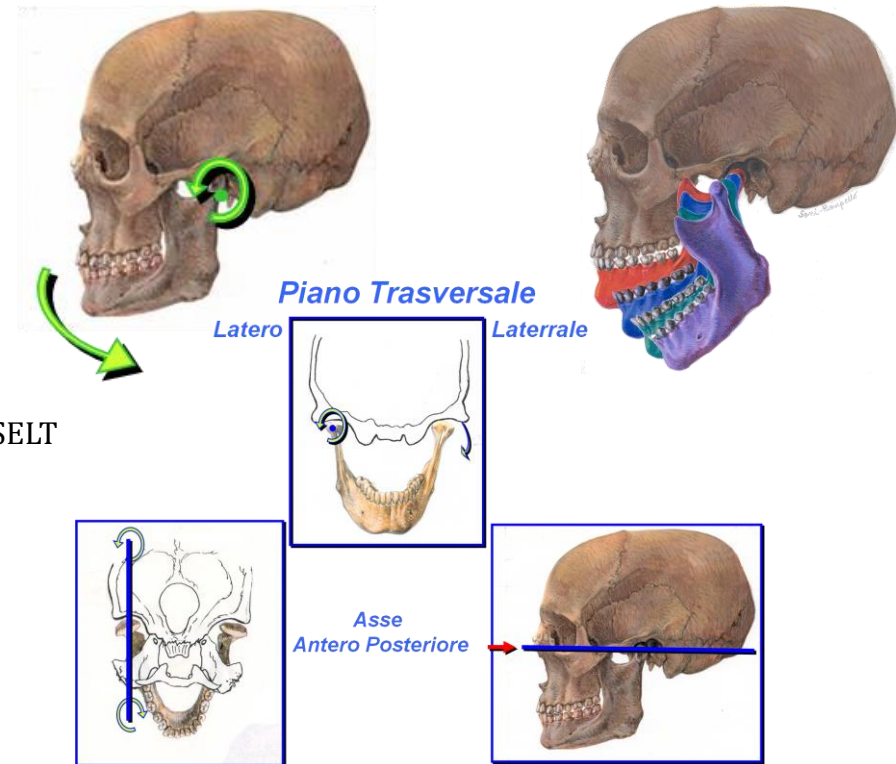 Piano Trasversale
Latero
Laterrale
SELT
Asse
Antero Posteriore